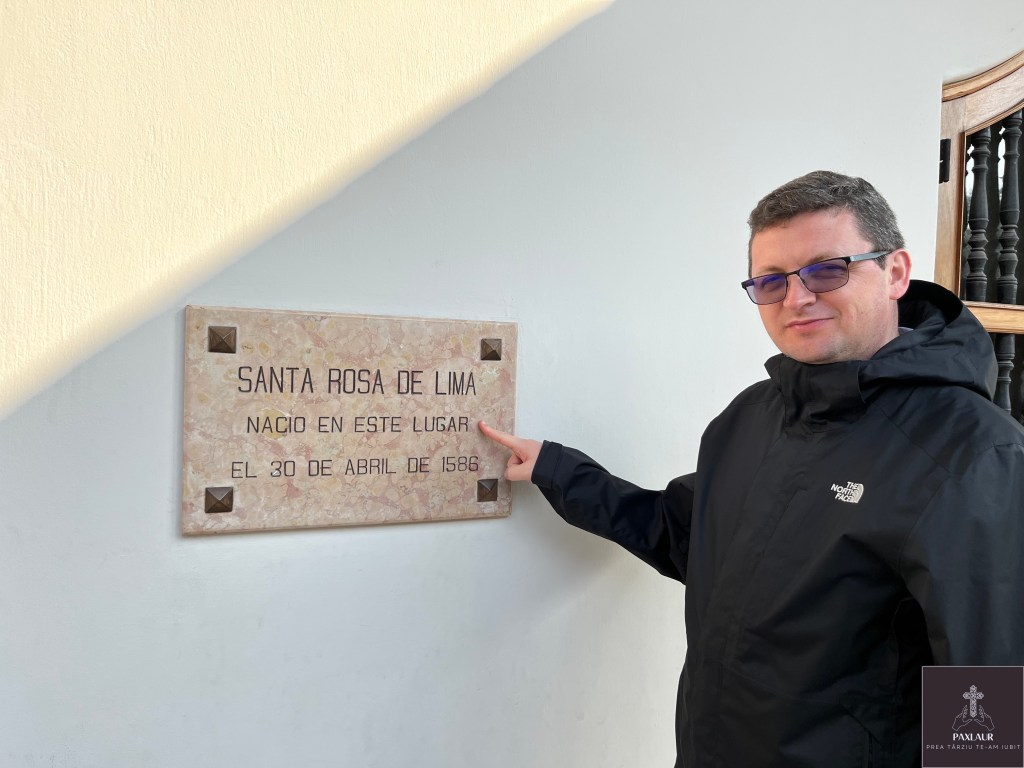 SANTA ROSA DE LIMA
NACIO EN ESTE LUGAR
EL 30 DE ABRIL DE 1586
THE
NORTH
FACE
PAXLAUR
PREA TÂRZIU TE-AM IUBIT